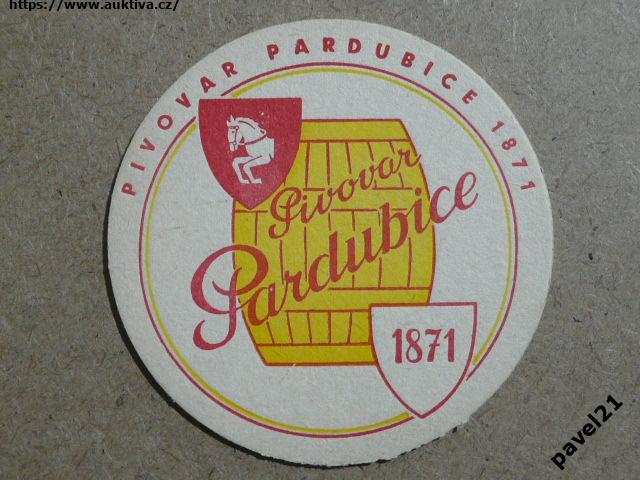 https://www.auktiva.cz/
PIVOVAR PARDUBICE 1871
Pivovar
Pardubice
1871
pavel21